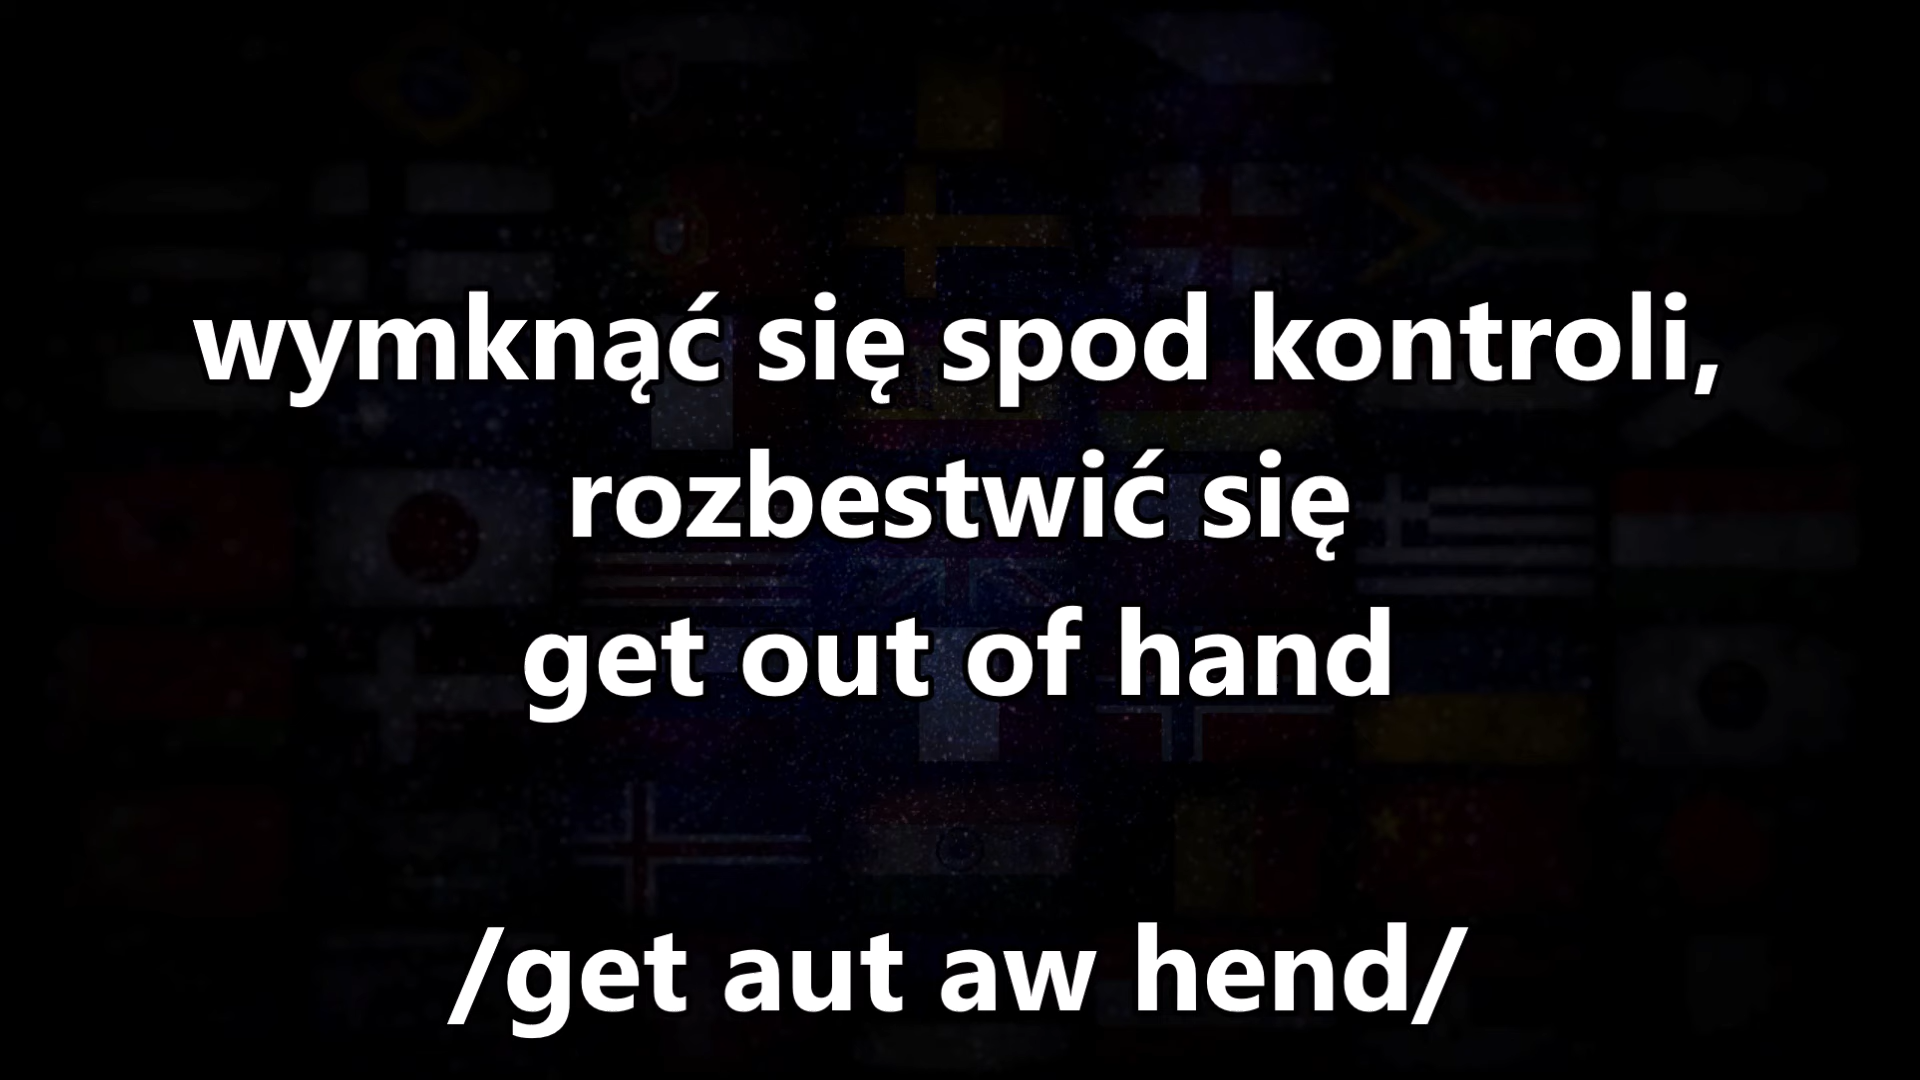 wymknąć się spod kontroli,
rozbestwić się
get out of hand
/get aut aw hend/